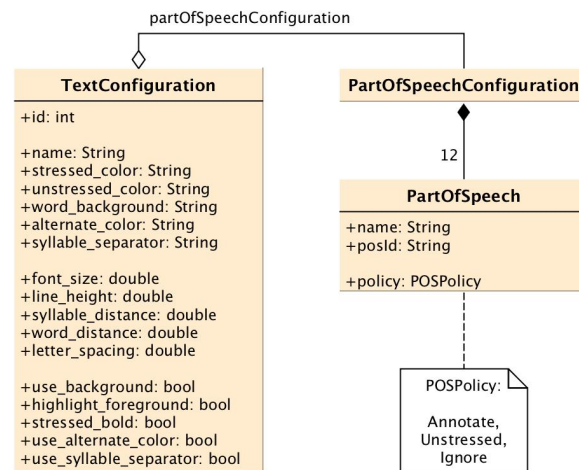 partOfSpeechConfiguration
TextConfiguration
+id: int
+name: String
+stressed_color: String
+unstressed_color: String
+word_background: String
+alternate_color: String
+syllable_separator: String
+font_size: double
+line_height: double
+syllable_distance: double
+word_distance: double
+letter_spacing: double
+use_background: bool
+highlight_foreground: bool
+stressed_bold: bool
+use_alternate_color: bool
+use_syllable_separator: bool
PartOfSpeechConfiguration
12
PartOfSpeech
+name: String
+posId: String
+policy: POSPolicy
POSPolicy:
Annotate,
Unstressed,
Ignore